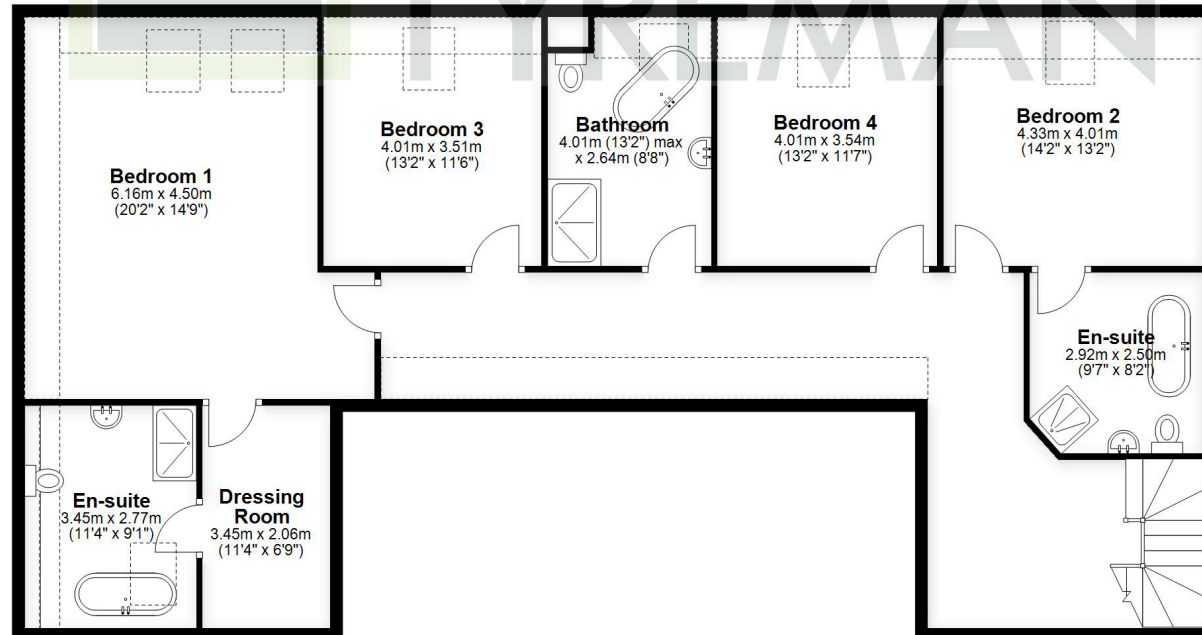 TYREMAN
Bedroom 1
6.16m x 4.50m
(20'2" x 14'9")
Bedroom 3
4.01m x 3.51m
(13'2" x 11'6")
Bathroom
4.01m (13'2") max
x 2.64m (8'8")
Bedroom 4
4.01m x 3.54m
(13'2" x 11'7")
Bedroom 2
4.33m x 4.01m
(14'2" x 13'2")
En-suite
2.92m x 2.50m
(9'7" x 8'2")
En-suite
3.45m x 2.77m
(11'4" x 9'1")
Dressing
Room
3.45m x 2.06m
(11'4" x 6'9")